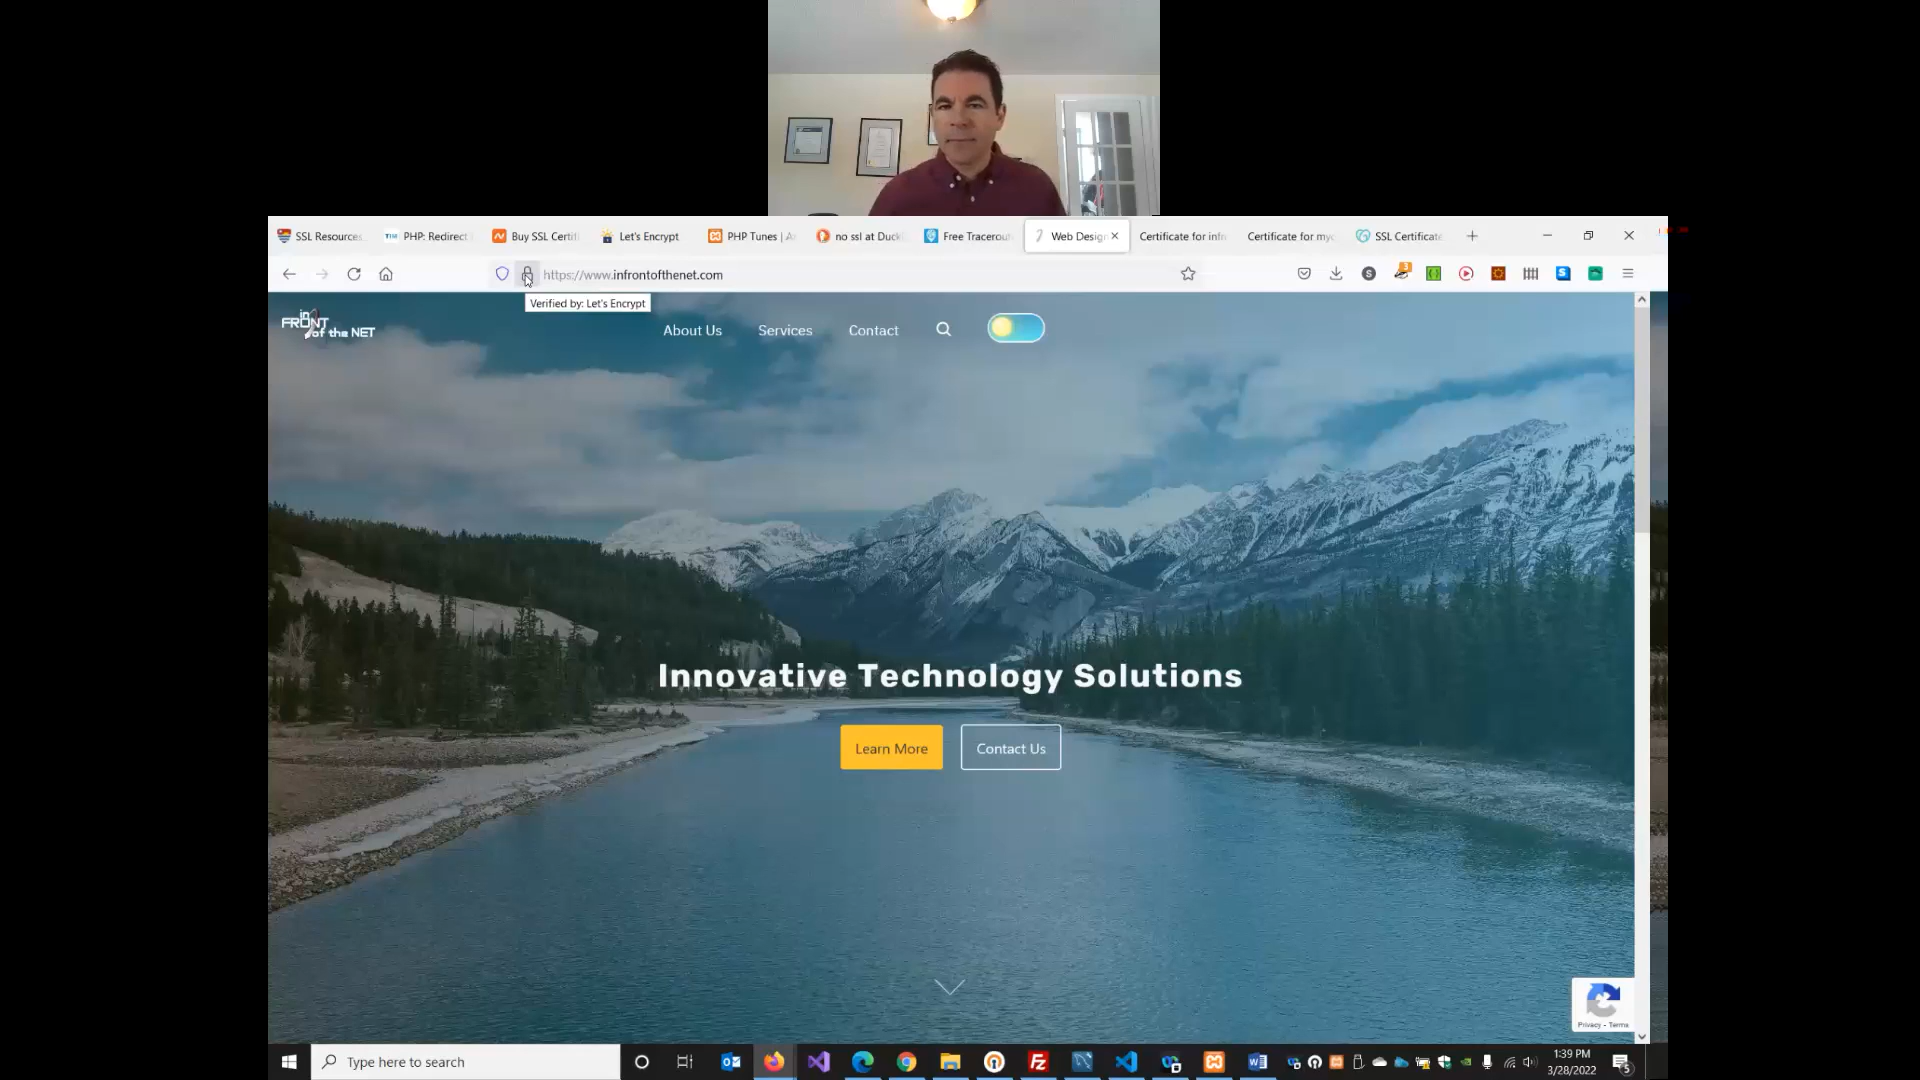 SSL Resources
PHP: Redirect
Buy SSL Certifi
Let's Encrypt
PHP Tunes | A
no ssl at Duck
Free Tracerout
Web Design
Certificate for infr
Certificate for my
SSL Certificate
https://www.infrontofthenet.com
Verified by: Let's Encrypt
in
FRONT
of the NET
About Us
Services
Contact
Innovative Technology Solutions
Learn More
Contact Us
Privacy - Terms
Type here to search
1:39 PM
3/28/2022